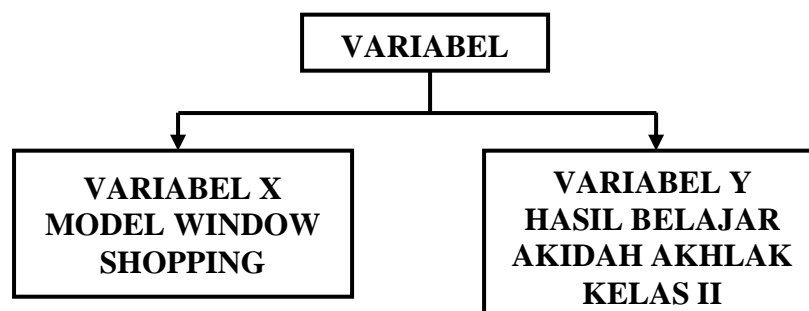 VARIABEL
VARIABEL X
MODEL WINDOW
SHOPPING
VARIABEL Y
HASIL BELAJAR
AKIDAH AKHLAK
KELAS II